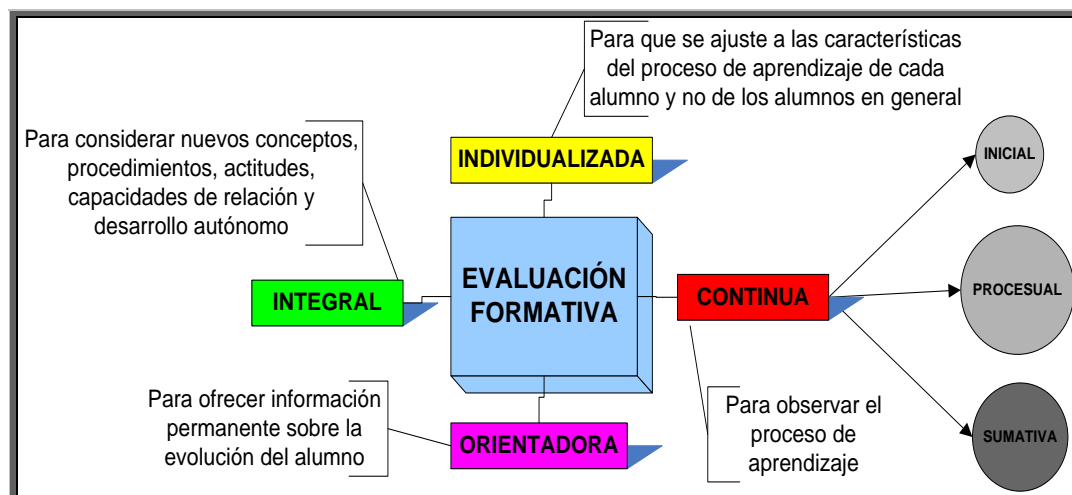 Para que se ajuste a las características
del proceso de aprendizaje de cada
alumno y no de los alumnos en general
Para considerar nuevos conceptos,
procedimientos, actitudes,
capacidades de relación y
desarrollo autónomo
INDIVIDUALIZADA
INICIAL
EVALUACIÓN
FORMATIVA
INTEGRAL
CONTINUA
PROCESUAL
Para ofrecer información
permanente sobre la
evolución del alumno
ORIENTADORA
Para observar el
proceso de
aprendizaje
SUMATIVA